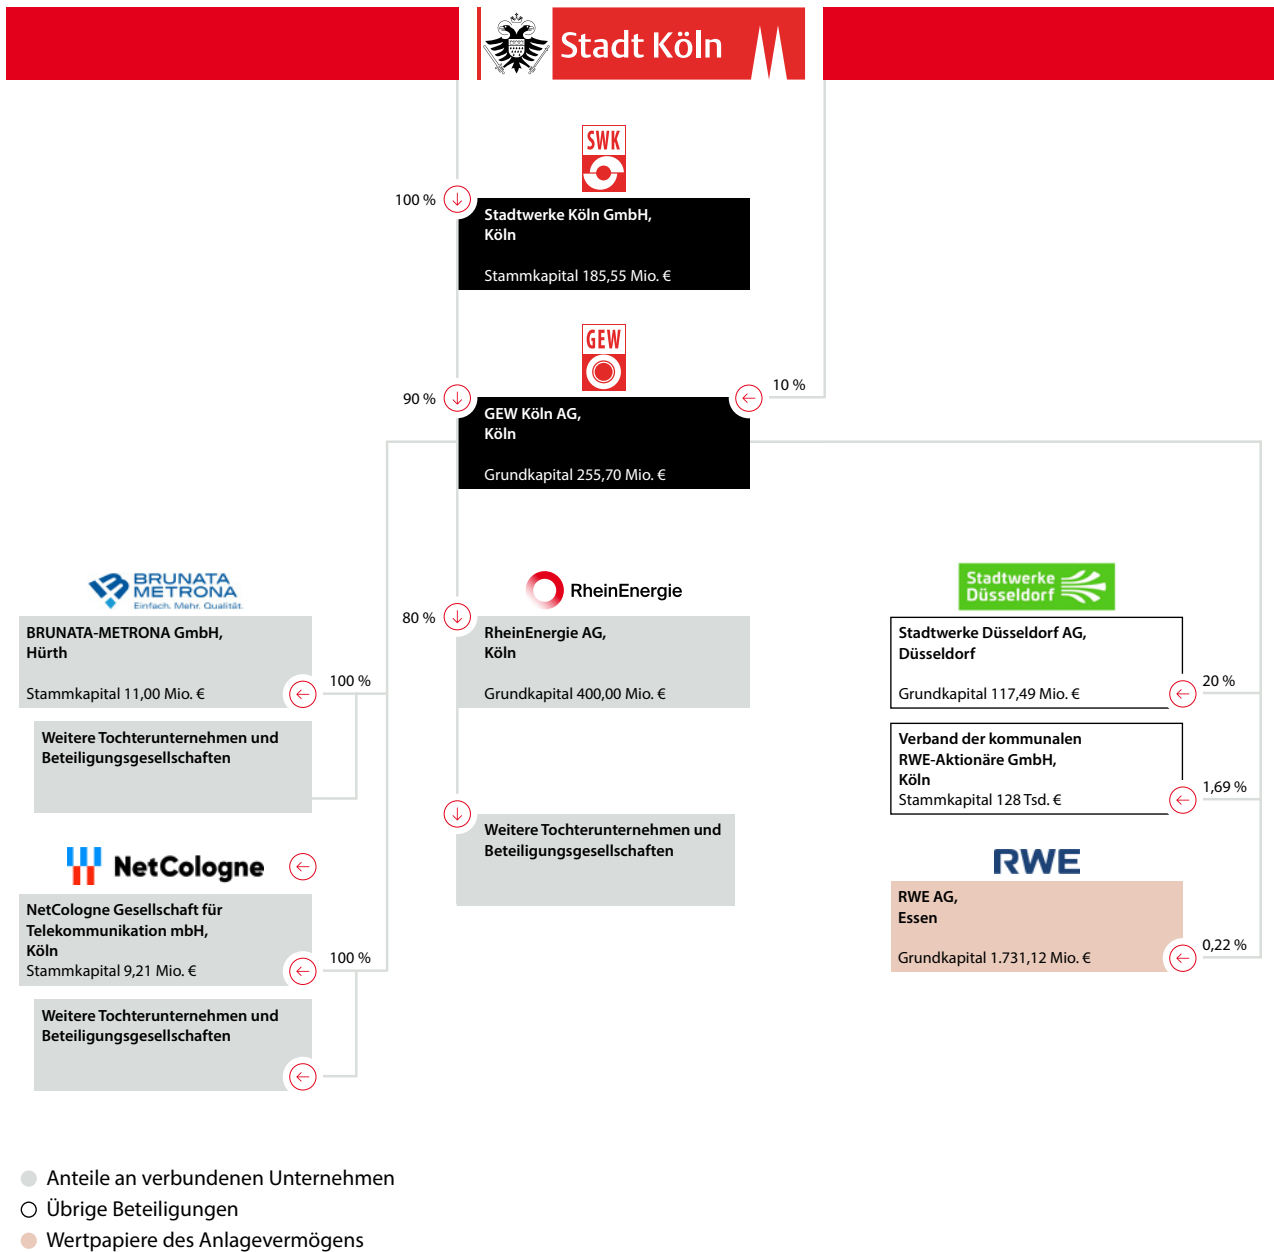 Stadt Köln
SWK
100 %
Stadtwerke Köln GmbH,
Köln
Stammkapital 185,55 Mio. €
GEW
10 %
90 %
GEW Köln AG,
Köln
Grundkapital 255,70 Mio. €
BRUNATA
METRONA
Einfach. Mehr. Qualität.
BRUNATA-METRONA GmbH,
Hürth
Stammkapital 11,00 Mio. €
100 %
Weitere Tochterunternehmen und
Beteiligungsgesellschaften
NetCologne
NetCologne Gesellschaft für
Telekommunikation mbH,
Köln
Stammkapital 9,21 Mio. €
100 %
Weitere Tochterunternehmen und
Beteiligungsgesellschaften
RheinEnergie
80 %
RheinEnergie AG,
Köln
Grundkapital 400,00 Mio. €
Weitere Tochterunternehmen und
Beteiligungsgesellschaften
Stadtwerke
Düsseldorf
Stadtwerke Düsseldorf AG,
Düsseldorf
Grundkapital 117,49 Mio. €
20 %
Verband der kommunalen
RWE-Aktionäre GmbH,
Köln
Stammkapital 128 Tsd. €
1,69 %
RWE
RWE AG,
Essen
Grundkapital 1.731,12 Mio. €
0,22 %
Anteile an verbundenen Unternehmen
Übrige Beteiligungen
Wertpapiere des Anlagevermögens